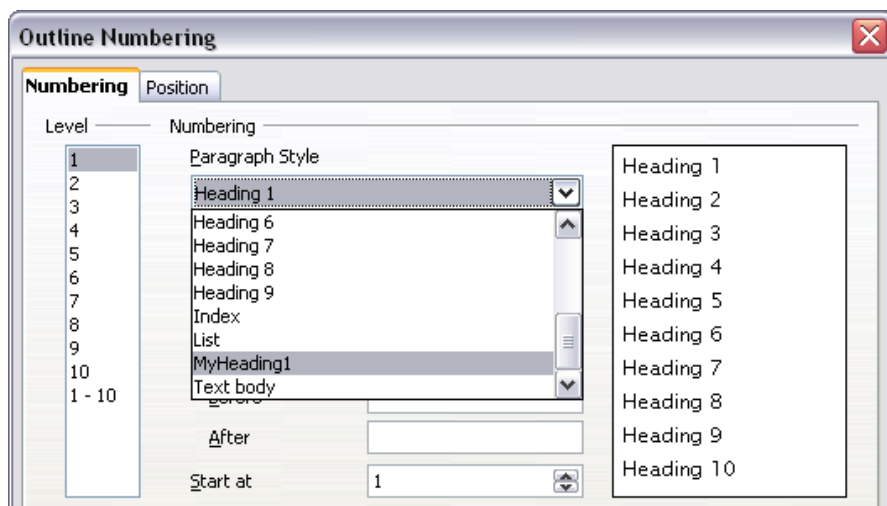 Outline Numbering
Numbering Position
Level Numbering
Paragraph Style
1
2
3
4
5
6
7
8
9
10
1 - 10
Heading 1
Heading 6
Heading 7
Heading 8
Heading 9
Index
List
MyHeading1
Text body
After
Start at 1
Heading 1
Heading 2
Heading 3
Heading 4
Heading 5
Heading 6
Heading 7
Heading 8
Heading 9
Heading 10